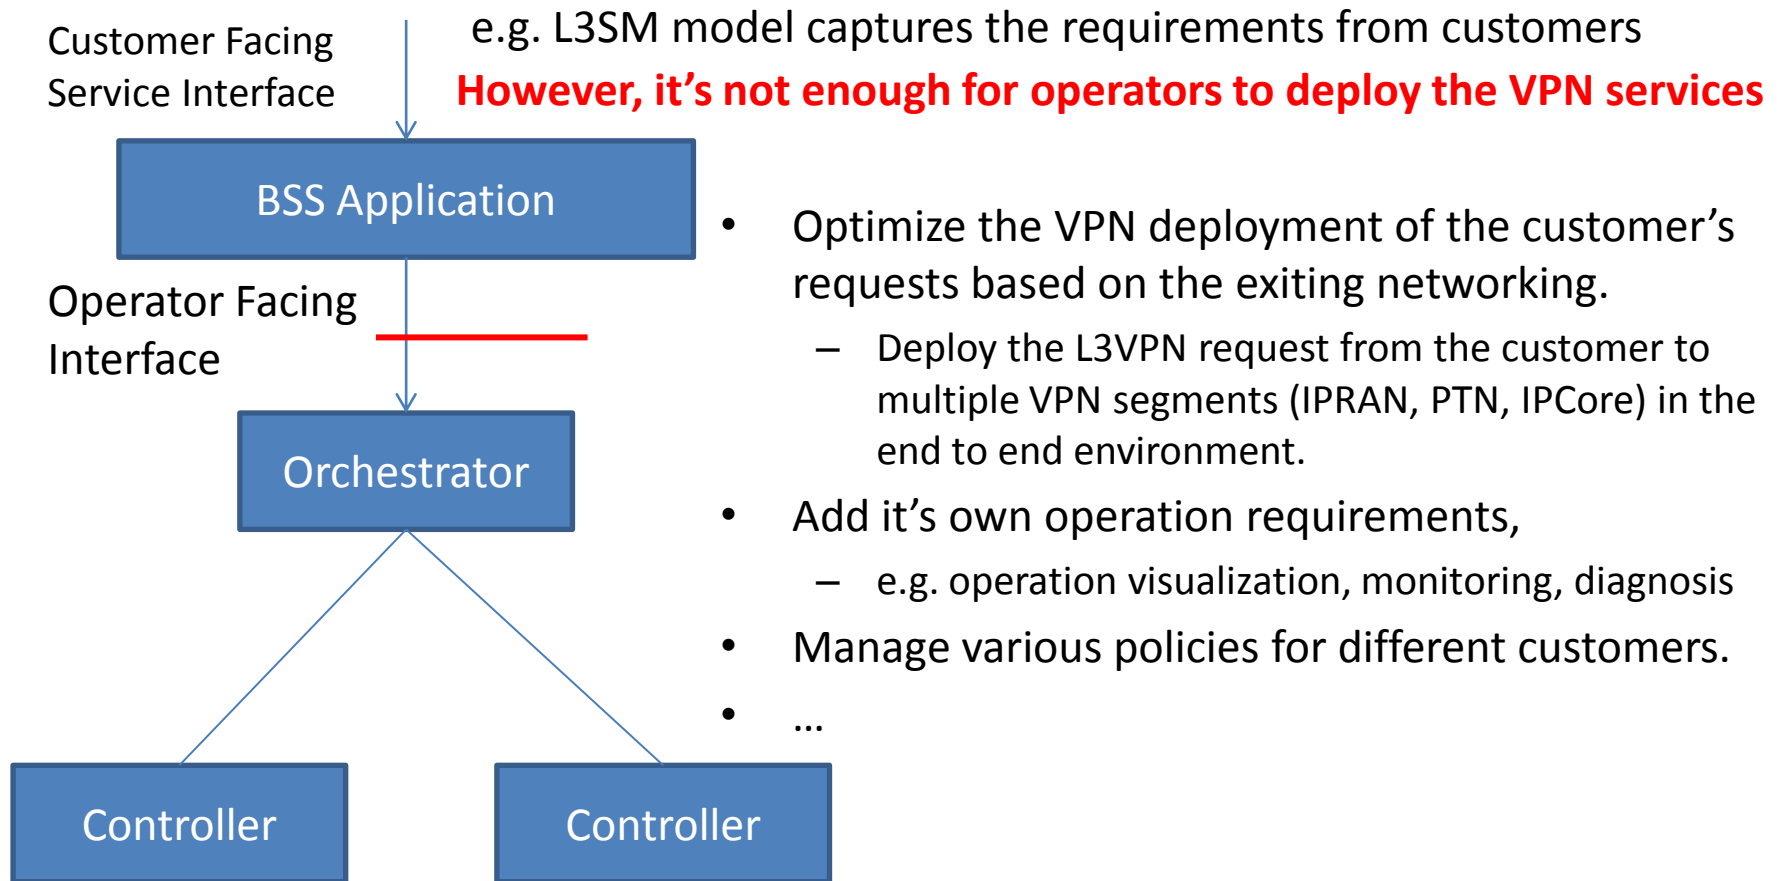 Customer Facing
Service Interface
e.g. L3SM model captures the requirements from customers
However, it’s not enough for operators to deploy the VPN services
BSS Application
Operator Facing
Interface
Orchestrator
Controller
Controller
• Optimize the VPN deployment of the customer’s
requests based on the exiting networking.
– Deploy the L3VPN request from the customer to
multiple VPN segments (IPRAN, PTN, IPCore) in the
end to end environment.
• Add it’s own operation requirements,
– e.g. operation visualization, monitoring, diagnosis
• Manage various policies for different customers.
• …